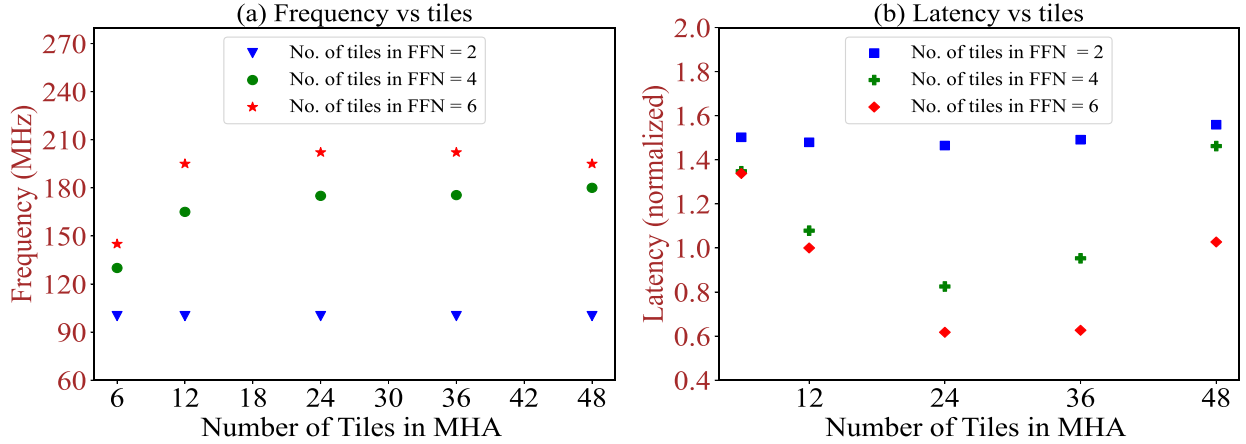 (a) Frequency vs tiles
Frequency (MHz)
270
240
210
180
150
120
90
60
No. of tiles in FFN = 2
No. of tiles in FFN = 4
No. of tiles in FFN = 6
6 12 18 24 30 36 42 48
Number of Tiles in MHA
(b) Latency vs tiles
Latency (normalized)
2.0
1.8
1.6
1.4
1.2
1.0
0.8
0.6
0.4
No. of tiles in FFN = 2
No. of tiles in FFN = 4
No. of tiles in FFN = 6
12 24 36 48
Number of Tiles in MHA